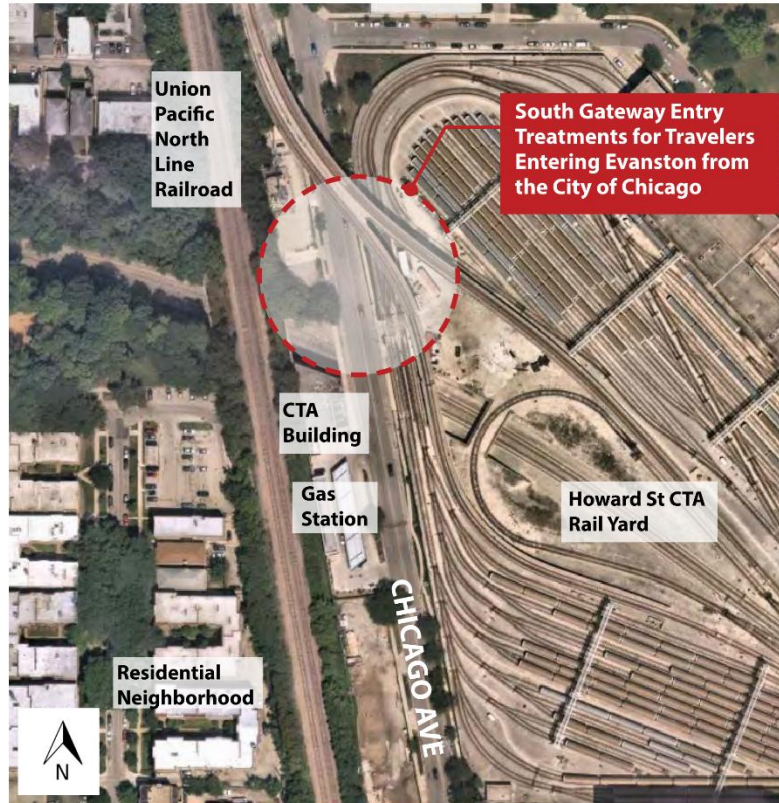 Union
Pacific
North
Line
Railroad
South Gateway Entry
Treatments for Travelers
Entering Evanston from
the City of Chicago
CTA
Building
Gas
Station
Howard St CTA
Rail Yard
CHICAGO AVE
Residential
Neighborhood
N